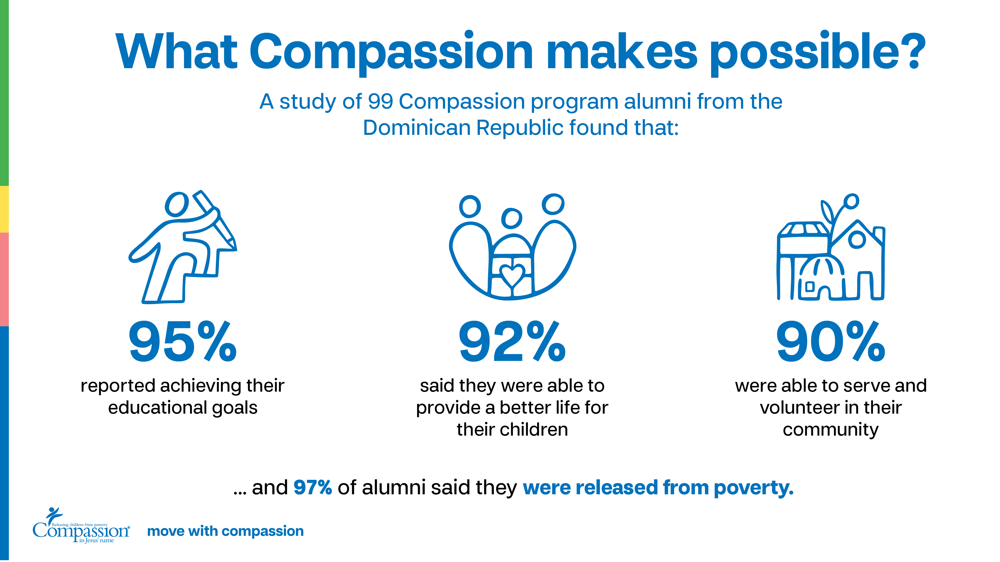 What Compassion makes possible?
A study of 99 Compassion program alumni from the
Dominican Republic found that:
95%
reported achieving their
educational goals
92%
said they were able to
provide a better life for
their children
90%
were able to serve and
volunteer in their
community
... and 97% of alumni said they were released from poverty.
Releasing children from poverty
Compassion®
in Jesus' name
move with compassion